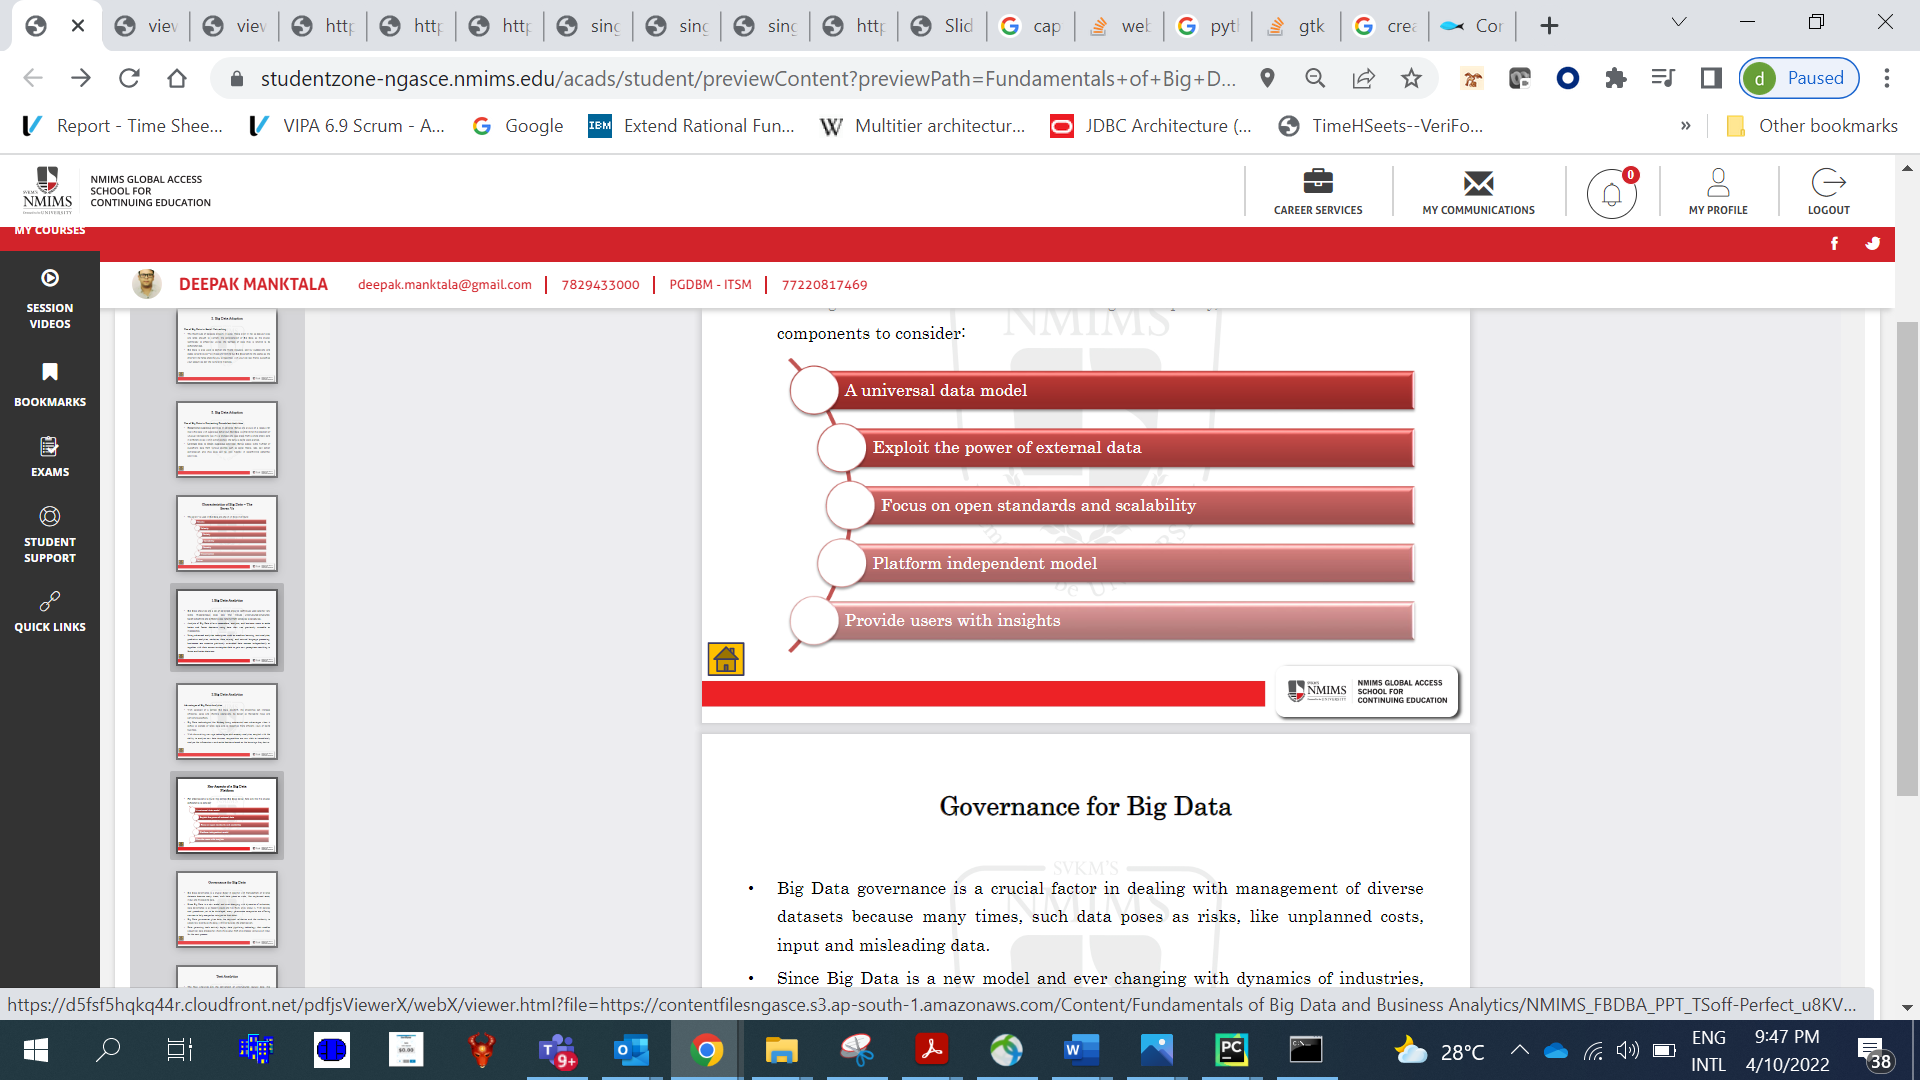 view
view
http
http
http
sing
sing
sing
http
Slid
cap
web
pyth
gtk
crea
Cor
studentzone-ngasce.nmims.edu/acads/student/previewContent?previewPath=Fundamentals+of+Big+D...
d
Paused
Report - Time Shee...
VIPA 6.9 Scrum - A...
Google
IBM
Extend Rational Fun...
Multitier architectur...
JDBC Architecture (...
TimeHSeets--VeriFo...
»
Other bookmarks
SVKM'S
NMIMS
NMIMS GLOBAL ACCESS
SCHOOL FOR
CONTINUING EDUCATION
CAREER SERVICES
MY COMMUNICATIONS
0
MY PROFILE
LOGOUT
MY COURSES
DEEPAK MANKTALA
deepak.manktala@gmail.com
7829433000
PGDBM - ITSM
77220817469
SESSION
VIDEOS
BOOKMARKS
EXAMS
STUDENT
SUPPORT
QUICK LINKS
components to consider:
A universal data model
Exploit the power of external data
Focus on open standards and scalability
Platform independent model
Provide users with insights
NMIMS
NMIMS GLOBAL ACCESS
SCHOOL FOR
CONTINUING EDUCATION
Governance for Big Data
SVKM'S
NMIMS
• Big Data governance is a crucial factor in dealing with management of diverse
datasets because many times, such data poses as risks, like unplanned costs,
input and misleading data.
• Since Big Data is a new model and ever changing with dynamics of industries,
https://d5fsf5hqkq44r.cloudfront.net/pdfjsViewerX/webX/viewer.html?file=https://contentfilesngasce.s3.ap-south-1.amazonaws.com/Content/Fundamentals of Big Data and Business Analytics/NMIMS_FBDBA_PPT_TSoff-Perfect_u8KV...
9+
28°C
ENG
INTL
9:47 PM
4/10/2022
38